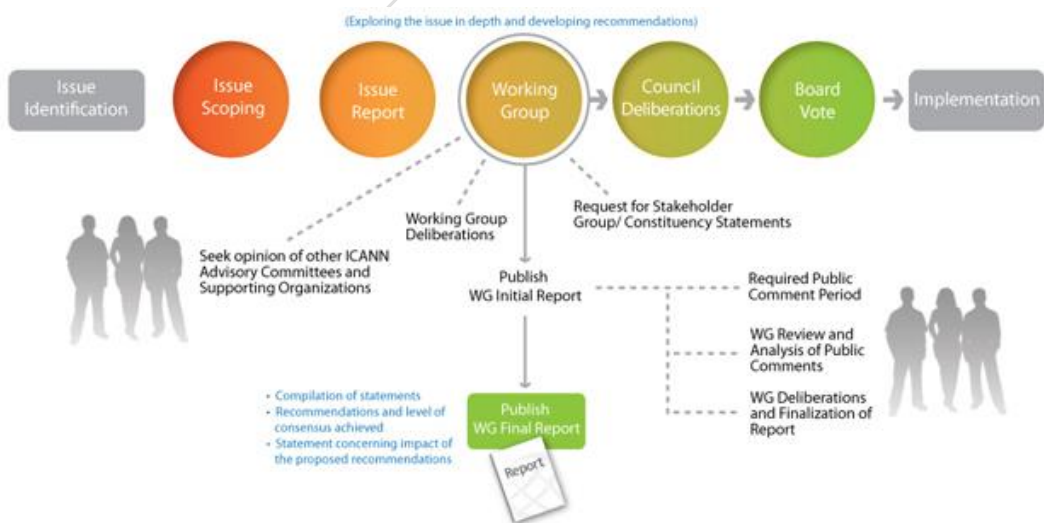 (Exploring the issue in depth and developing recommendations)
Issue
Identification
Issue
Scoping
Issue
Report
Working
Group
Council
Deliberations
Board
Vote
Implementation
Seek opinion of other ICANN
Advisory Committees and
Supporting Organizations
Working Group
Deliberations
Request for Stakeholder
Group/ Constituency Statements
Publish
WG Initial Report
Required Public
Comment Period
WG Review and
Analysis of Public
Comments
WG Deliberations
and Finalization of
Report
• Compilation of statements
• Recommendations and level of
consensus achieved
• Statement concerning impact of
the proposed recommendations
Publish
WG Final Report
Report